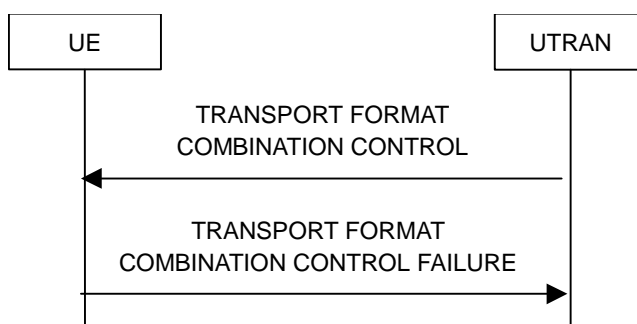 UE
UTRAN
TRANSPORT FORMAT
COMBINATION CONTROL
TRANSPORT FORMAT
COMBINATION CONTROL FAILURE